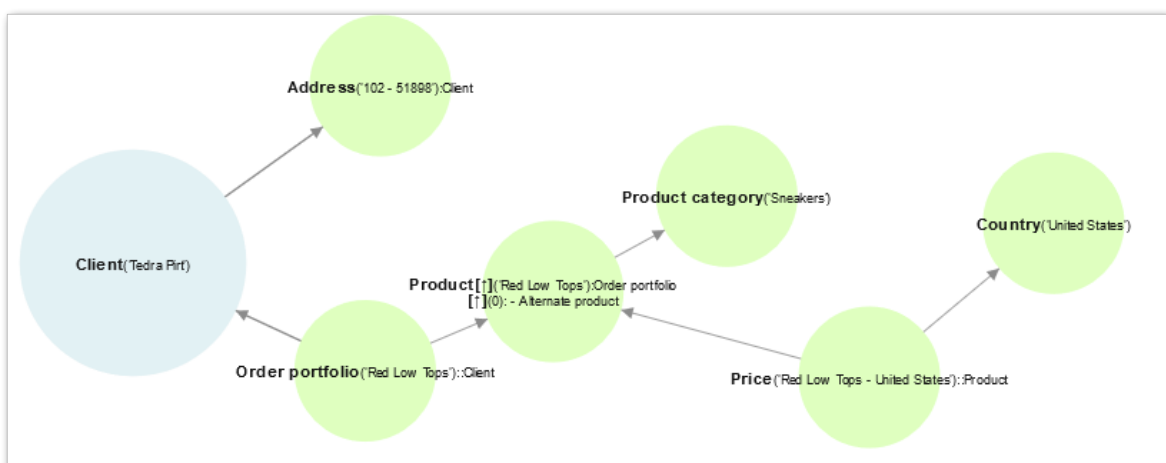 Address('102 - 51898'):Client
Product category('Sneakers')
Country('United States')
Client('Tedra Pirt')
Product[↑]('Red Low Tops'):Order portfolio
[↑](0): - Alternate product
Order portfolio('Red Low Tops')::Client
Price('Red Low Tops - United States')::Product